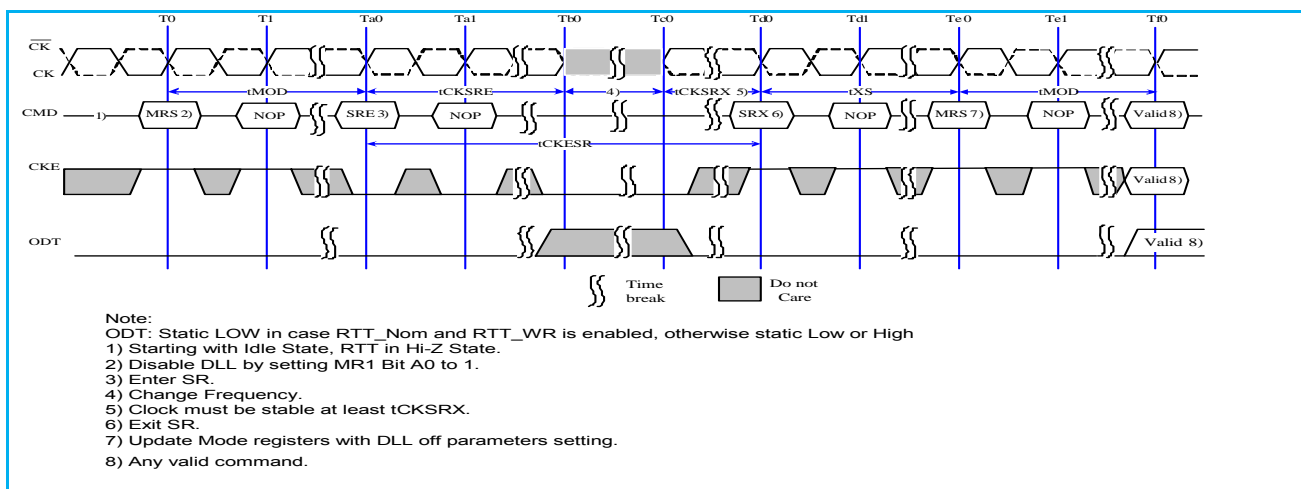 T0 T1 Ta0 Ta1 Tb0 Tc0 Td0 Td1 Te0 Te1 Tf0
CK
CK
tMOD tCKSRE 4) tCKSRX 5) tXS tMOD
CMD 1) MRS 2) NOP SRE 3) NOP SRX 6) NOP MRS 7) NOP Valid 8)
tCKESR
CKE Valid 8)
ODT Valid 8)
Time break
Do not Care
Note:
ODT: Static LOW in case RTT_Nom and RTT_WR is enabled, otherwise static Low or High
1) Starting with Idle State, RTT in Hi-Z State.
2) Disable DLL by setting MR1 Bit A0 to 1.
3) Enter SR.
4) Change Frequency.
5) Clock must be stable at least tCKSRX.
6) Exit SR.
7) Update Mode registers with DLL off parameters setting.
8) Any valid command.